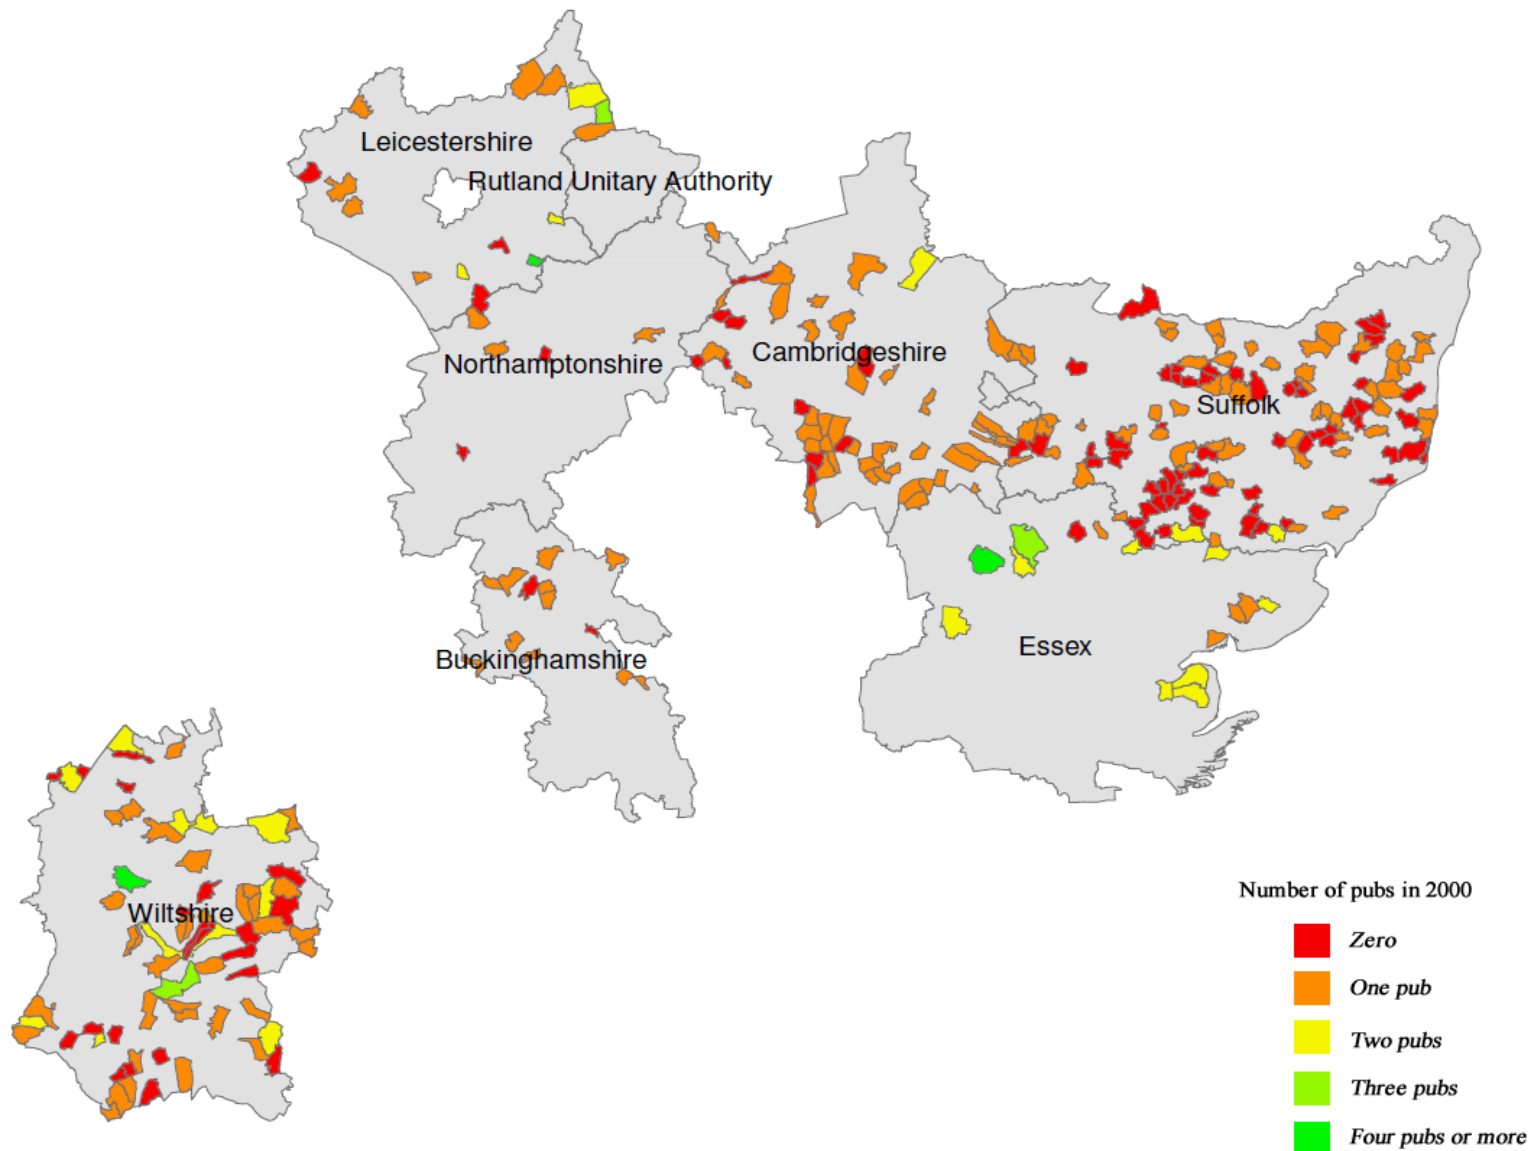 Leicestershire
Rutland Unitary Authority
Cambridgeshire
Northamptonshire
Suffolk
Essex
Buckinghamshire
Wiltshire
Number of pubs in 2000
Zero
One pub
Two pubs
Three pubs
Four pubs or more